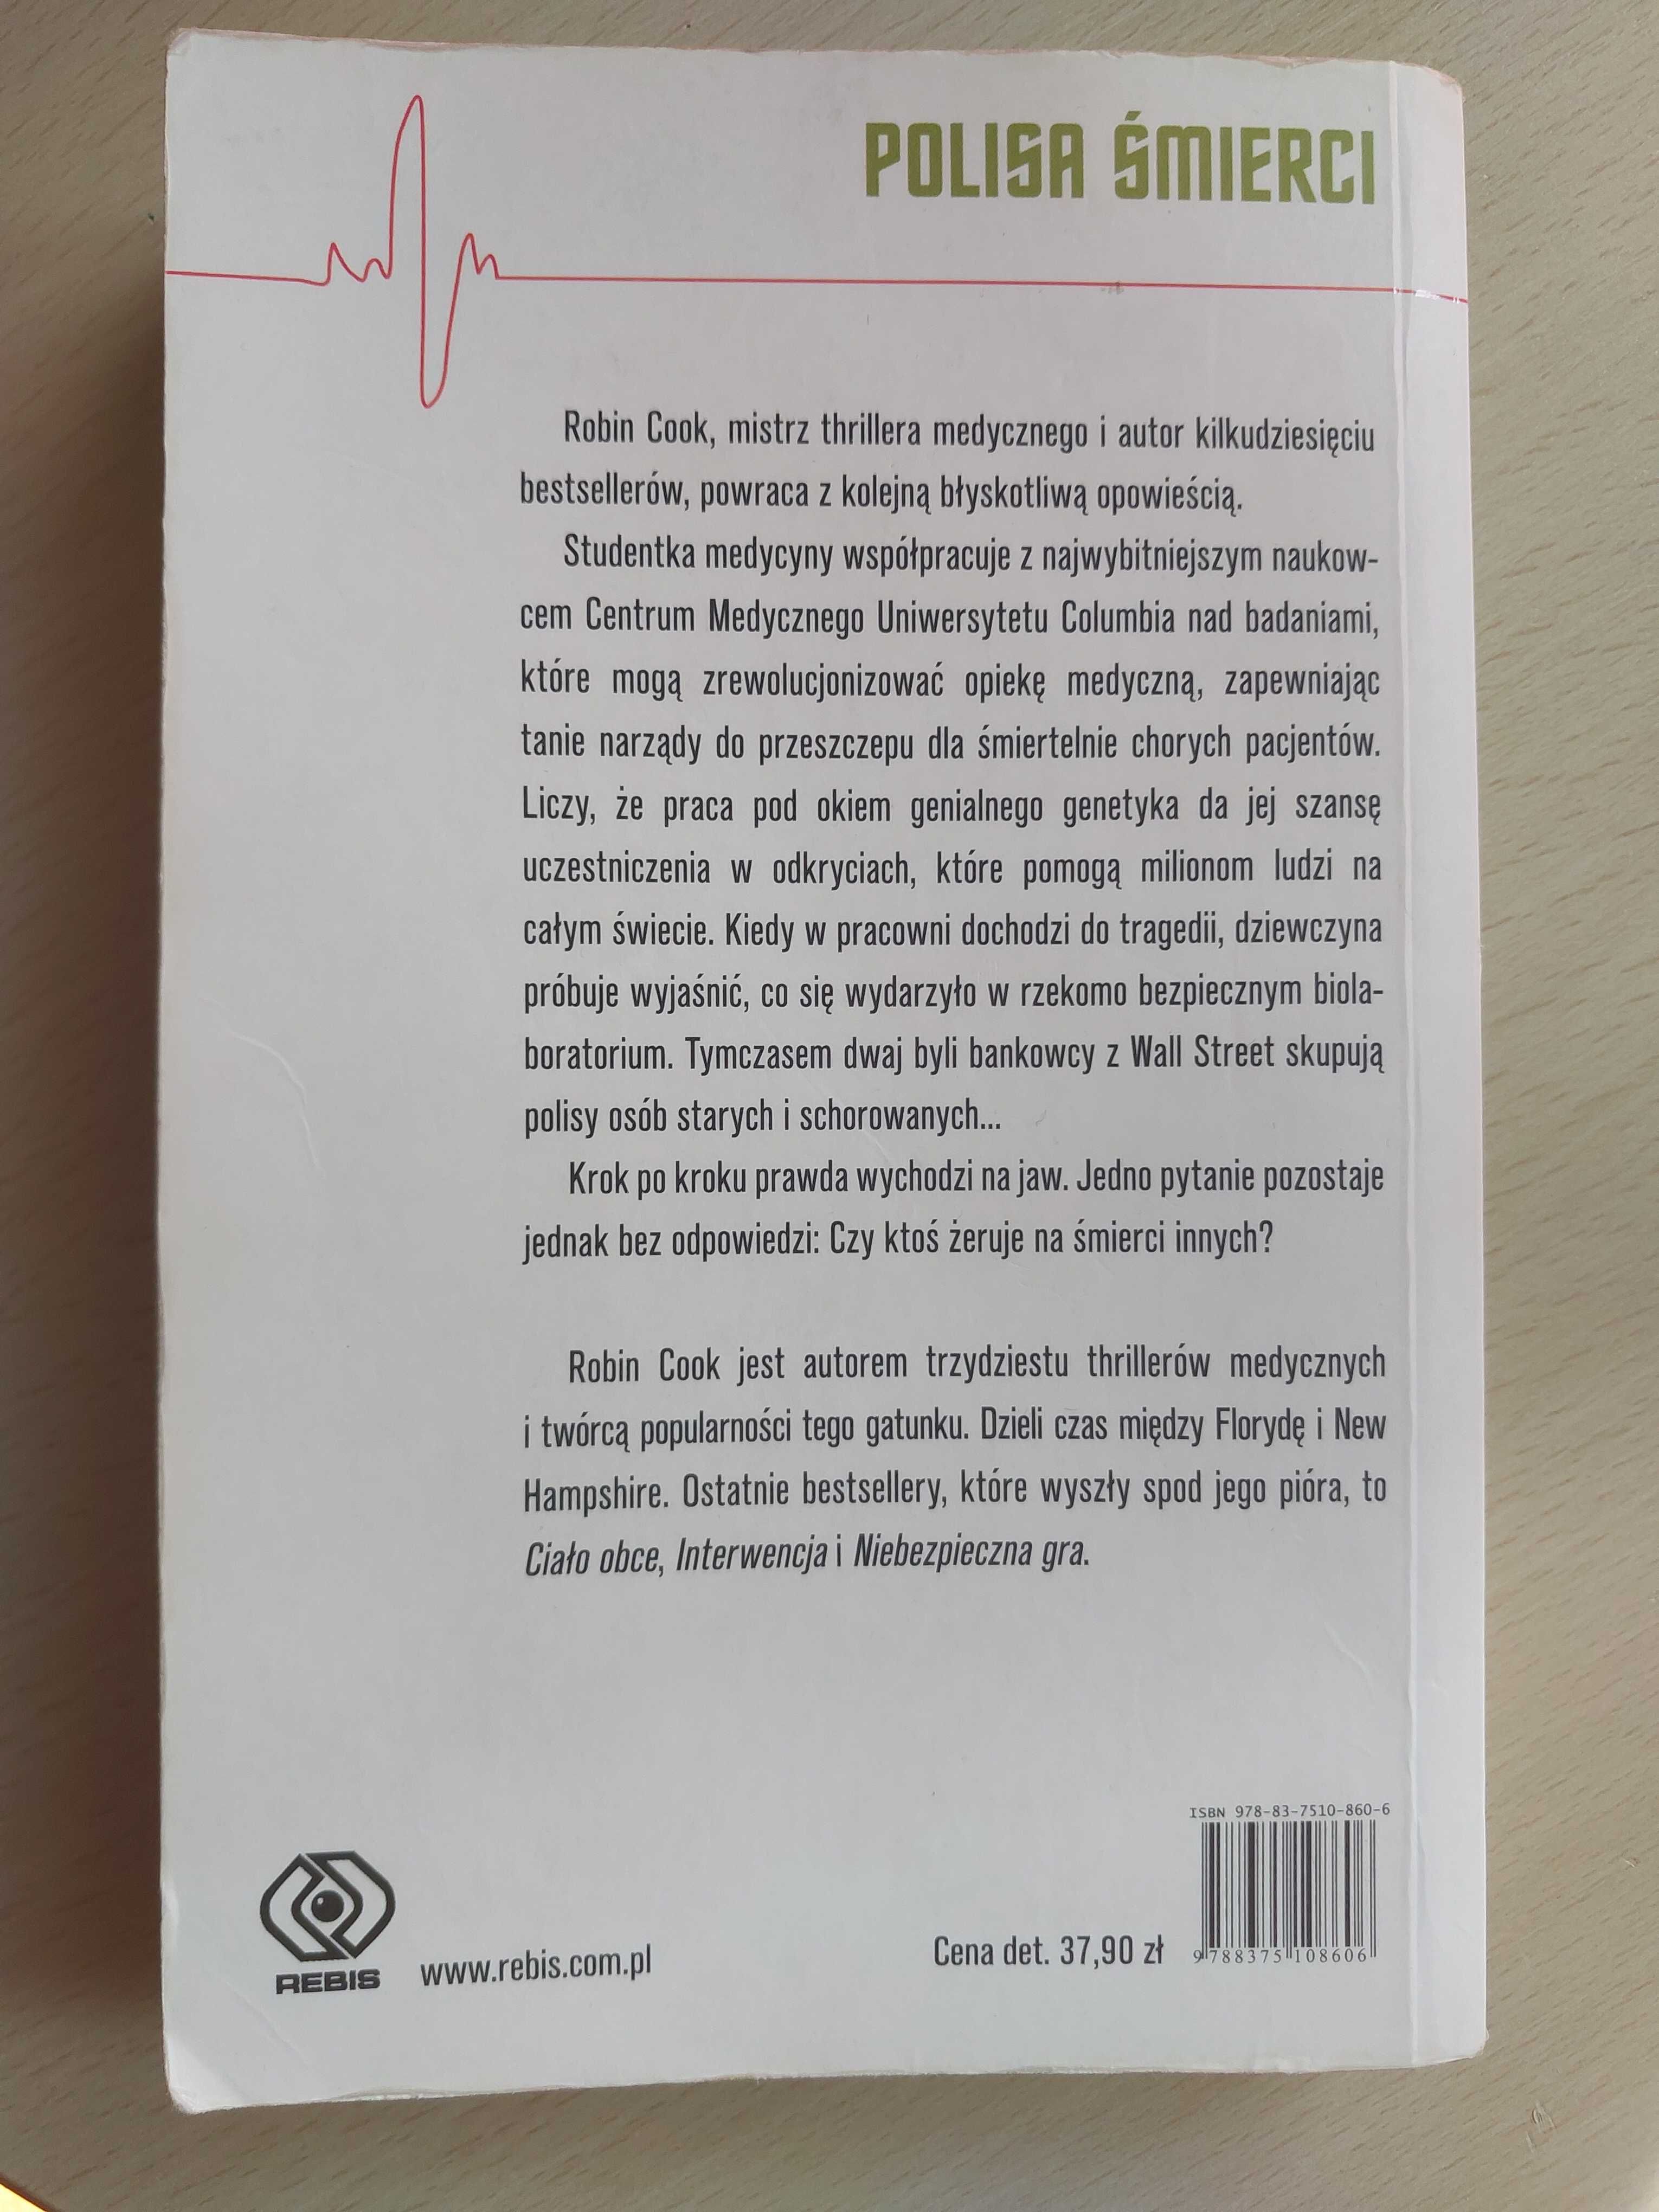 POLISA ŚMIERCI
Robin Cook, mistrz thrillera medycznego i autor kilkudziesięciu
bestsellerów, powraca z kolejną błyskotliwą opowieścią.
Studentka medycyny współpracuje z najwybitniejszym naukow-
cem Centrum Medycznego Uniwersytetu Columbia nad badaniami,
które mogą zrewolucjonizować opiekę medyczną, zapewniając
tanie narządy do przeszczepu dla śmiertelnie chorych pacjentów.
Liczy, że praca pod okiem genialnego genetyka da jej szansę
uczestniczenia w odkryciach, które pomogą milionom ludzi na
całym świecie. Kiedy w pracowni dochodzi do tragedii, dziewczyna
próbuje wyjaśnić, co się wydarzyło w rzekomo bezpiecznym biola-
boratorium. Tymczasem dwaj byli bankowcy z Wall Street skupują
polisy osób starych i schorowanych...
Krok po kroku prawda wychodzi na jaw. Jedno pytanie pozostaje
jednak bez odpowiedzi: Czy ktoś żeruje na śmierci innych?
Robin Cook jest autorem trzydziestu thrillerów medycznych
i twórcą popularności tego gatunku. Dzieli czas między Florydę i New
Hampshire. Ostatnie bestsellery, które wyszły spod jego pióra, to
Ciało obce, Interwencja i Niebezpieczna gra.
ISBN 978-83-7510-860-6
9 788375 108606
REBIS
www.rebis.com.pl
Cena det. 37,90 zł